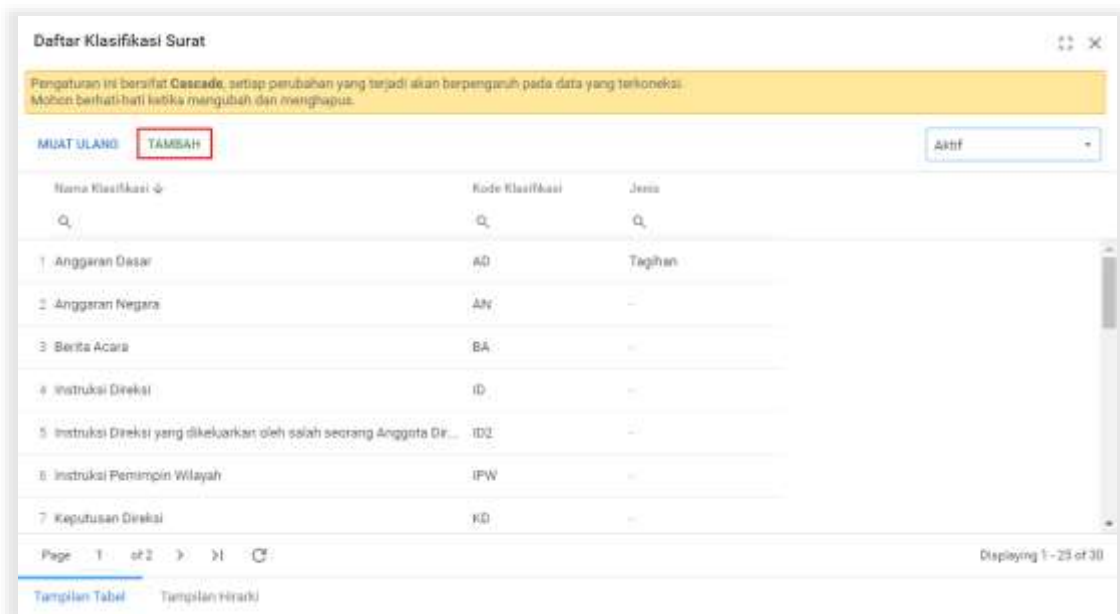 Daftar Klasifikasi Surat
Pengaturan ini bersifat Cascade, setiap perubahan yang terjadi akan berpengaruh pada data yang terkoneksi.
Mohon berhati-hati ketika mengubah dan menghapus.
MUAT ULANG TAMBAH Aktif
Nama Klasifikasi Kode Klasifikasi Jenis
1 Anggaran Dasar AD Tagihan
2 Anggaran Negara AN -
3 Berita Acara BA -
4 Instruksi Direksi ID -
5 Instruksi Direksi yang dikeluarkan oleh salah seorang Anggota Dir... ID2 -
6 Instruksi Pemimpin Wilayah IPW -
7 Keputusan Direksi KD -
Page 1 of 2 Displaying 1 - 25 of 30
Tampilan Tabel Tampilan Hirarki